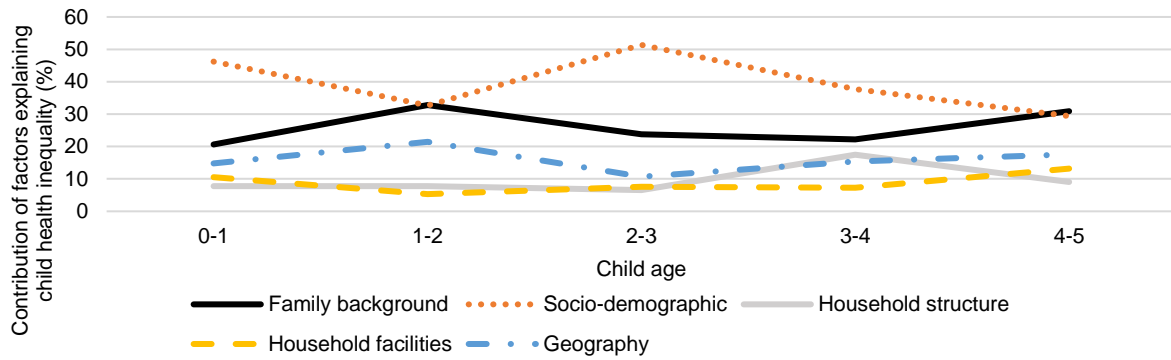 Contribution of factors explaining
child health inequality (%)
60
50
40
30
20
10
0
0-1 1-2 2-3 3-4 4-5
Child age
Family background Socio-demographic Household structure
Household facilities Geography